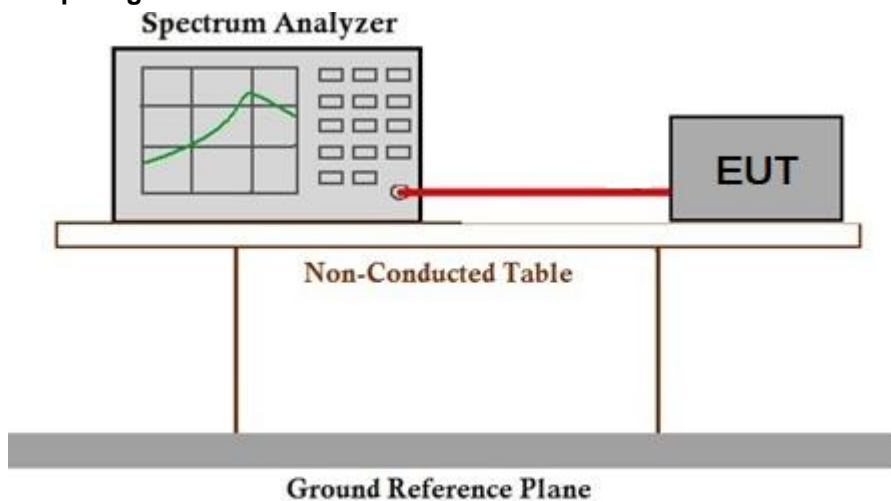 Spectrum Analyzer
EUT
Non-Conducted Table
Ground Reference Plane